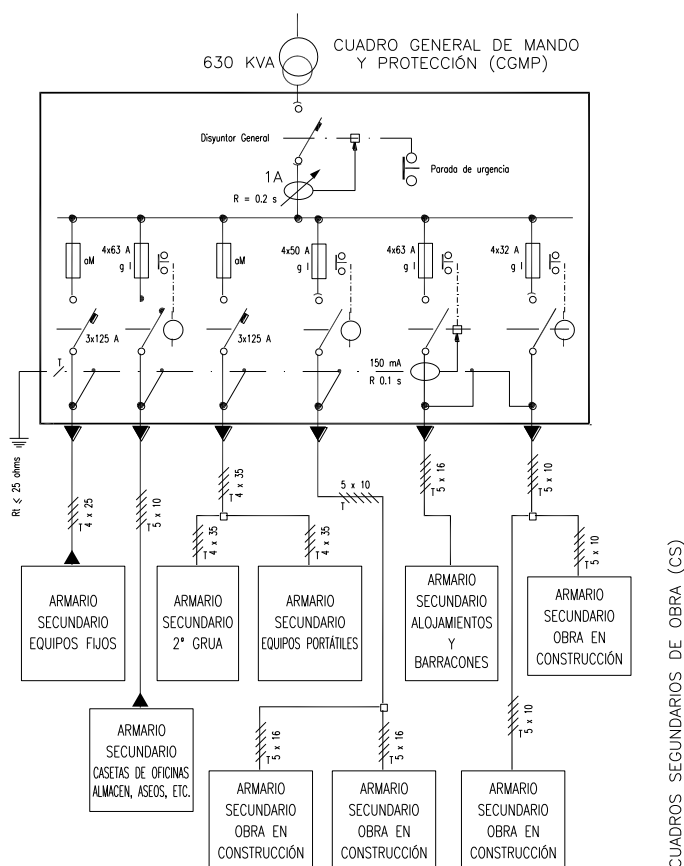 630 KVA
CUADRO GENERAL DE MANDO
Y PROTECCIÓN (CGMP)
Disyuntor General
Parada de urgencia
1A
R = 0.2 s
aM
4x63 A
g I
aM
4x50 A
g I
4x63 A
g I
4x32 A
g I
3x125 A
3x125 A
T
150 mA
R 0.1 s
Rt ≤ 25 ohms
T 4 x 25
T 5 x 10
T 4 x 35
5 x 10
T
T 5 x 16
T 5 x 10
T 4 x 35
T 4 x 35
T 5 x 10
ARMARIO
SECUNDARIO
EQUIPOS FIJOS
ARMARIO
SECUNDARIO
2ª GRUA
ARMARIO
SECUNDARIO
EQUIPOS PORTÁTILES
ARMARIO
SECUNDARIO
ALOJAMIENTOS
Y
BARRACONES
ARMARIO
SECUNDARIO
OBRA EN
CONSTRUCCIÓN
ARMARIO
SECUNDARIO
CASETAS DE OFICINAS
ALMACEN, ASEOS, ETC.
T 5 x 16
T 5 x 16
T 5 x 10
ARMARIO
SECUNDARIO
OBRA EN
CONSTRUCCIÓN
ARMARIO
SECUNDARIO
OBRA EN
CONSTRUCCIÓN
ARMARIO
SECUNDARIO
OBRA EN
CONSTRUCCIÓN
CUADROS SEGUNDARIOS DE OBRA (CS)